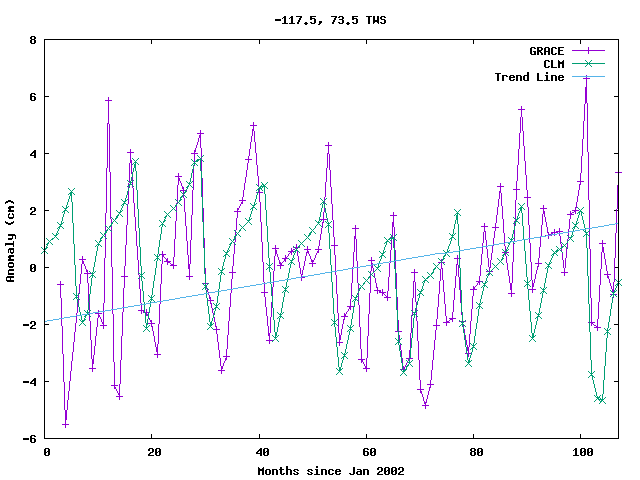 -117.5, 73.5 TWS
GRACE
CLM
Trend Line
8
6
4
2
0
-2
-4
-6
Anomaly (cm)
0 20 40 60 80 100
Months since Jan 2002